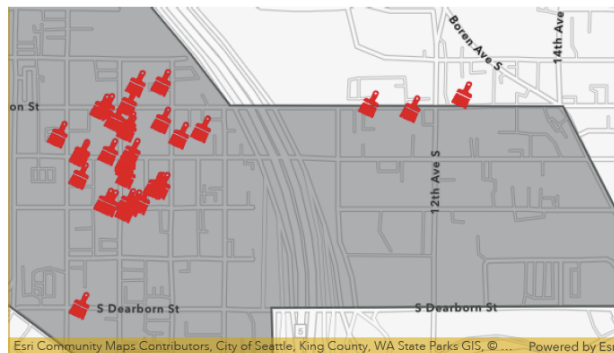 Boren Ave S
14th Ave
on St
12th Ave S
S Dearborn St
S Dearborn St
Esri Community Maps Contributors, City of Seattle, King County, WA State Parks GIS, © ...
Powered by Esri